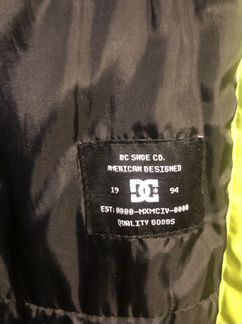 DC SHOE CO.
AMERICAN DESIGNED
19 DC 94
EST: 0000-MXMCIV-0000
QUALITY GOODS